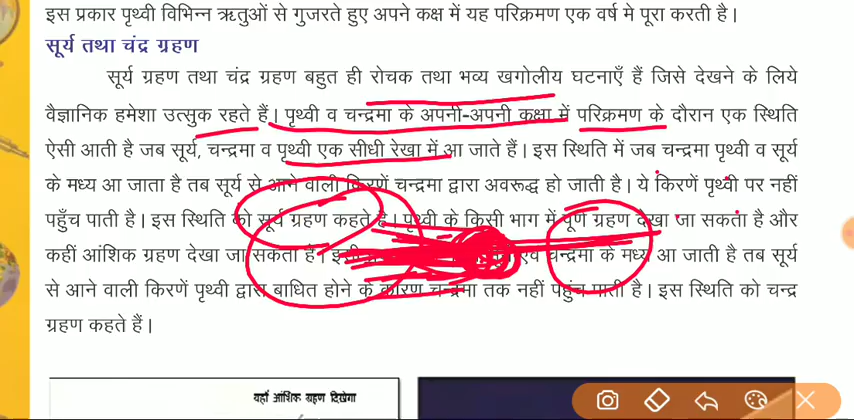 इस प्रकार पृथ्वी विभिन्न ऋतुओं से गुजरते हुए अपने कक्ष में यह परिक्रमण एक वर्ष मे पूरा करती है।
सूर्य तथा चंद्र ग्रहण
सूर्य ग्रहण तथा चंद्र ग्रहण बहुत ही रोचक तथा भव्य खगोलीय घटनाएँ हैं जिसे देखने के लिये
वैज्ञानिक हमेशा उत्सुक रहते हैं। पृथ्वी व चन्द्रमा के अपनी-अपनी कक्षा में परिक्रमण के दौरान एक स्थिति
ऐसी आती है जब सूर्य, चन्द्रमा व पृथ्वी एक सीधी रेखा में आ जाते हैं। इस स्थिति में जब चन्द्रमा पृथ्वी व सूर्य
के मध्य आ जाता है तब सूर्य से आने वाली किरणें चन्द्रमा द्वारा अवरूद्ध हो जाती है। ये किरणें पृथ्वी पर नहीं
पहुँच पाती है। इस स्थिति को सूर्य ग्रहण कहते है। पृथ्वी के किसी भाग में पूर्ण ग्रहण देखा जा सकता है और
कहीं आंशिक ग्रहण देखा जा सकता है। एवं चन्द्रमा के मध्य आ जाती है तब सूर्य
से आने वाली किरणें पृथ्वी द्वारा बाधित होने के कारण चन्द्रमा तक नहीं पहुंच पाती है। इस स्थिति को चन्द्र
ग्रहण कहते हैं।
यहाँ आंशिक ग्रहण दिखेगा